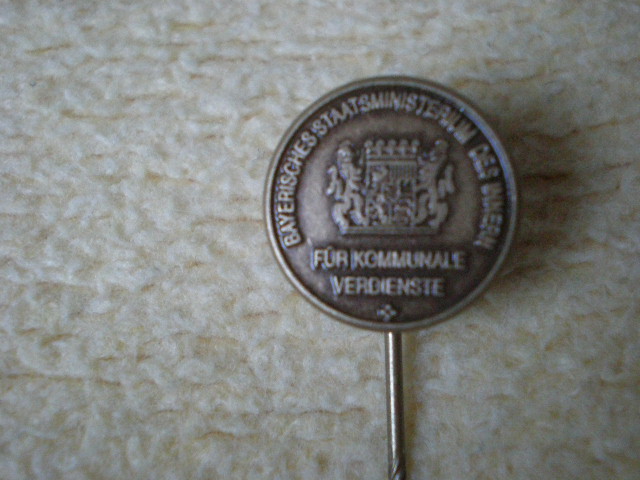 BAYERISCHES STAATSMINISTERIUM DES INNERN
FÜR KOMMUNALE
VERDIENSTE